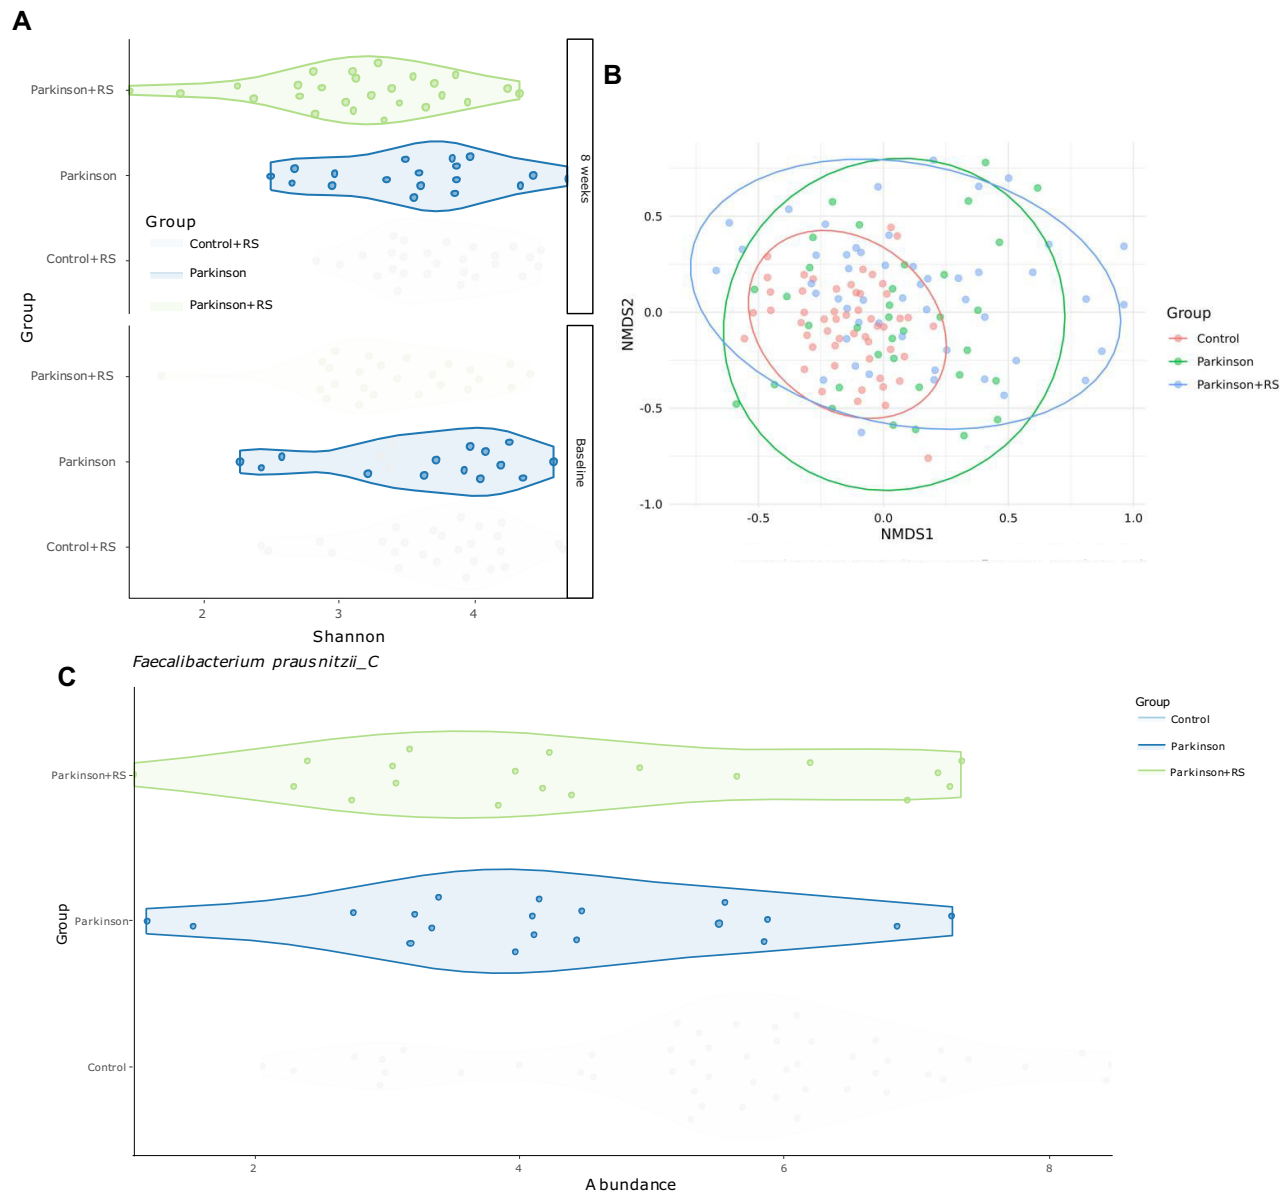 A
Parkinson+RS
Parkinson
Control+RS
8 weeks
Group
Control+RS
Parkinson
Parkinson+RS
Group
Parkinson+RS
Parkinson
Control+RS
Baseline
2 3 4
Shannon
B
0.5
0.0
-0.5
-1.0
NMDS2
-0.5 0.0 0.5 1.0
NMDS1
Group
Control
Parkinson
Parkinson+RS
C
Faecalibacterium prausnitzii_C
Parkinson+RS
Parkinson
Control
Group
2 4 6 8
Abundance
Group
Control
Parkinson
Parkinson+RS